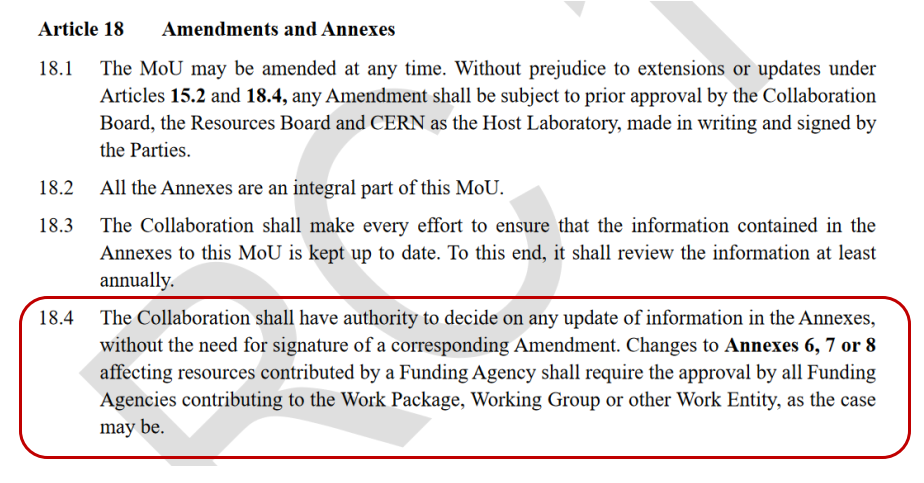 Article 18 Amendments and Annexes
18.1 The MoU may be amended at any time. Without prejudice to extensions or updates under
Articles 15.2 and 18.4, any Amendment shall be subject to prior approval by the Collaboration
Board, the Resources Board and CERN as the Host Laboratory, made in writing and signed by
the Parties.
18.2 All the Annexes are an integral part of this MoU.
18.3 The Collaboration shall make every effort to ensure that the information contained in the
Annexes to this MoU is kept up to date. To this end, it shall review the information at least
annually.
18.4 The Collaboration shall have authority to decide on any update of information in the Annexes,
without the need for signature of a corresponding Amendment. Changes to Annexes 6, 7 or 8
affecting resources contributed by a Funding Agency shall require the approval by all Funding
Agencies contributing to the Work Package, Working Group or other Work Entity, as the case
may be.